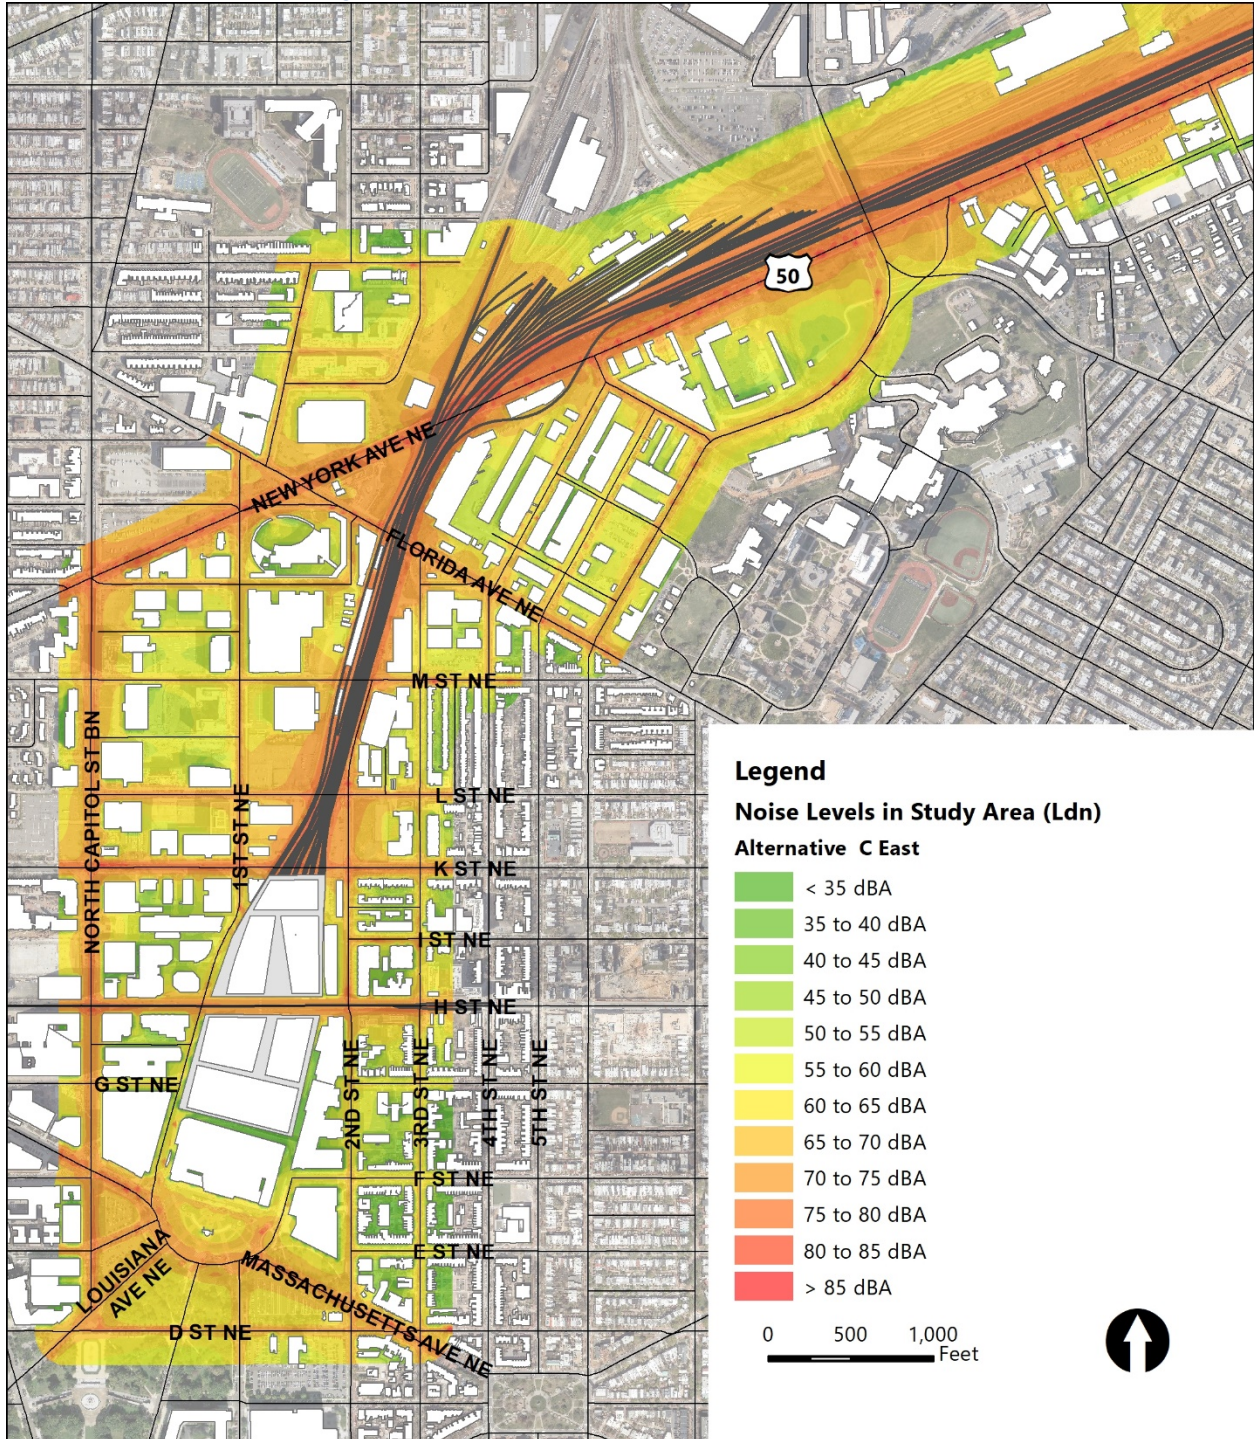 50
NEW YORK AVE NE
FLORIDA AVE NE
M ST NE
NORTH CAPITOL ST BN
1ST ST NE
L ST NE
K ST NE
I ST NE
H ST NE
G ST NE
2ND ST NE
3RD ST NE
4TH ST NE
5TH ST NE
F ST NE
E ST NE
LOUISIANA
AVE NE
MASSACHUSETTS AVE NE
D ST NE
Legend
Noise Levels in Study Area (Ldn)
Alternative C East
< 35 dBA
35 to 40 dBA
40 to 45 dBA
45 to 50 dBA
50 to 55 dBA
55 to 60 dBA
60 to 65 dBA
65 to 70 dBA
70 to 75 dBA
75 to 80 dBA
80 to 85 dBA
> 85 dBA
0 500 1,000
Feet